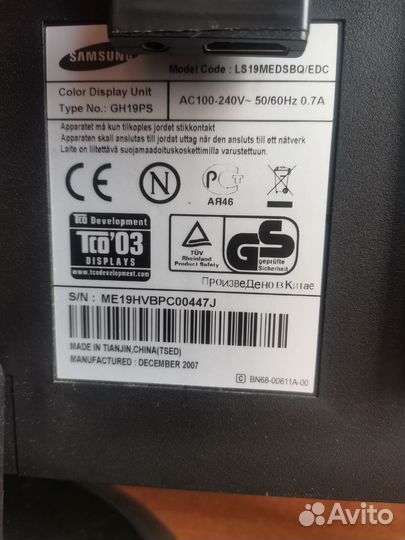 SAMSUNG
Model Code : LS19MEDSBQ/EDC
Color Display Unit
Type No.: GH19PS
AC100-240V~ 50/60Hz 0.7A
Apparatet må kun tilkoples jordet stikkontakt
Apparaten skall anslutas till jordat uttag när den ansluts till ett nätverk
Laite on liitettävä suojamaadoituskoskettimilla varustettuun.
CE
N
РСТ
АЯ46
TCO Development
TCO'03
DISPLAYS
www.tcodevelopment.com
TÜV
Rheinland
Product Safety
GS
geprüfte
Sicherheit
ПроизвеДено в Китае
S/N : ME19HVBPC00447J
MADE IN TIANJIN,CHINA(TSED)
MANUFACTURED : DECEMBER 2007
C BN68-00611A-00
Avito